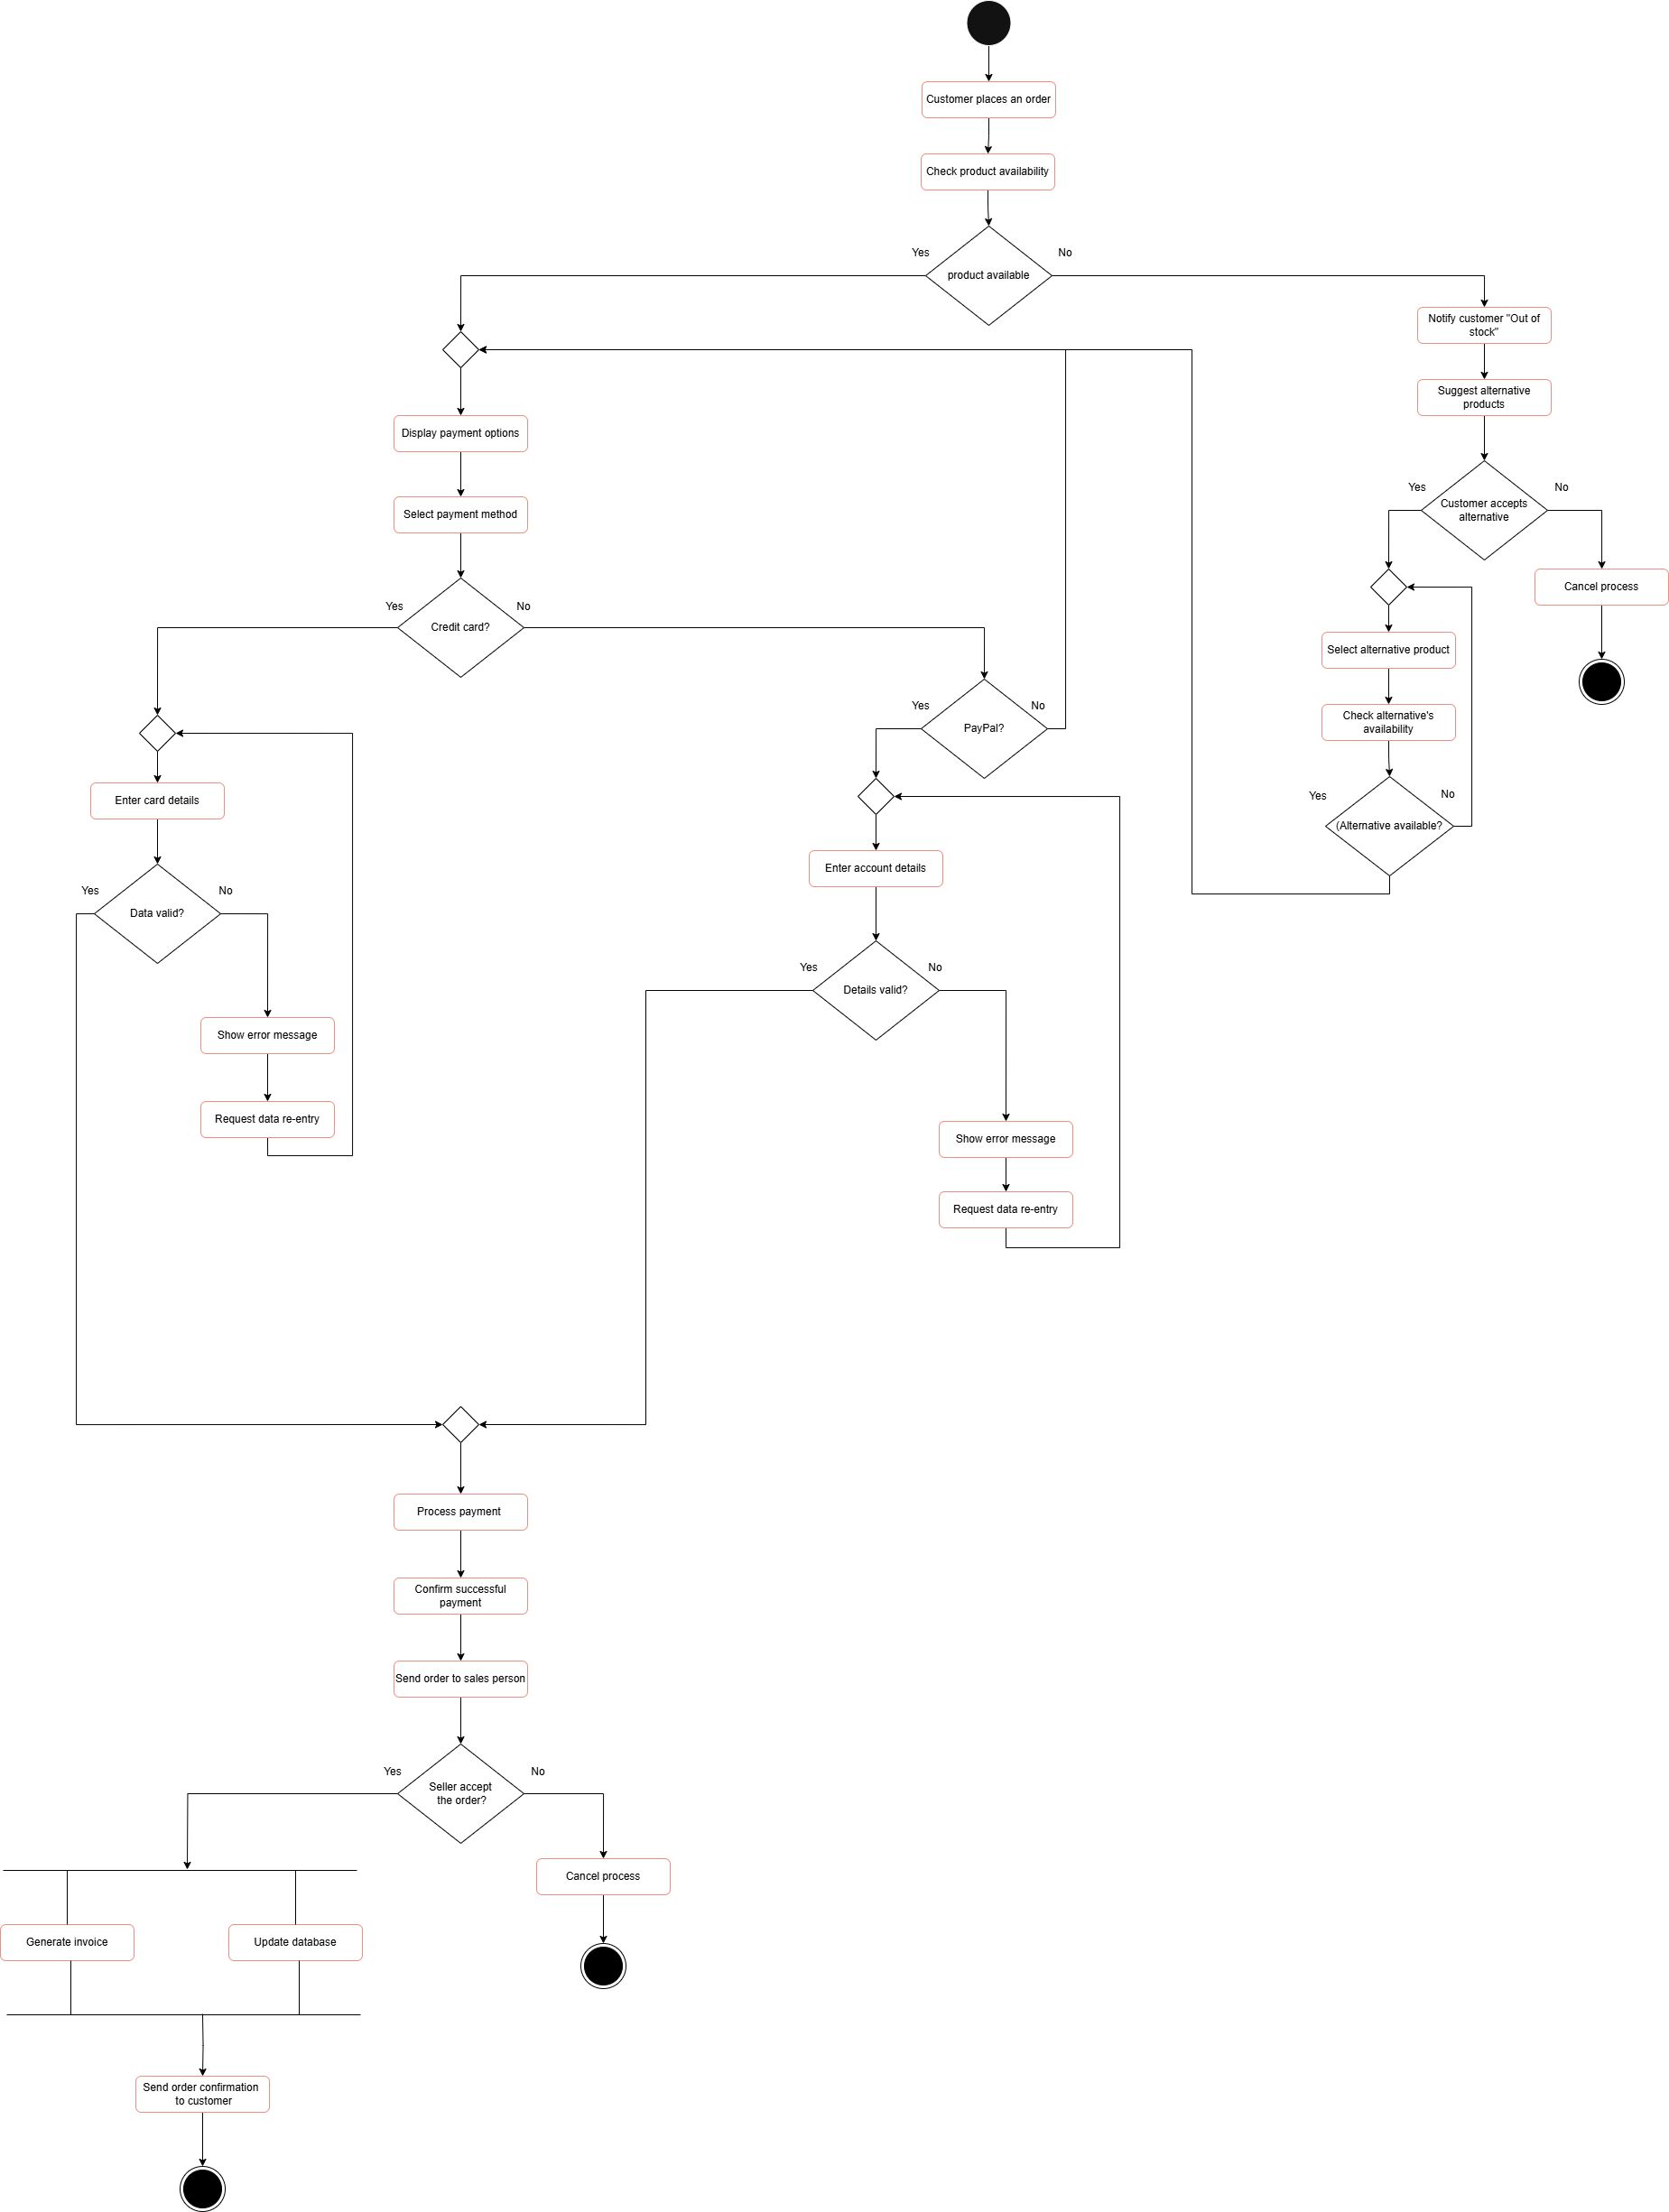 Customer places an order
Check product availability
Yes
No
product available
Notify customer "Out of
stock"
Suggest alternative
products
Display payment options
Yes
No
Customer accepts
alternative
Select payment method
Cancel process
Yes
No
Credit card?
Select alternative product
Yes
No
PayPal?
Check alternative's
availability
Yes
No
(Alternative available?
Enter card details
Enter account details
Yes
No
Data valid?
Yes
No
Details valid?
Show error message
Request data re-entry
Show error message
Request data re-entry
Process payment
Confirm successful
payment
Send order to sales person
Yes
No
Seller accept
the order?
Cancel process
Generate invoice
Update database
Send order confirmation
to customer